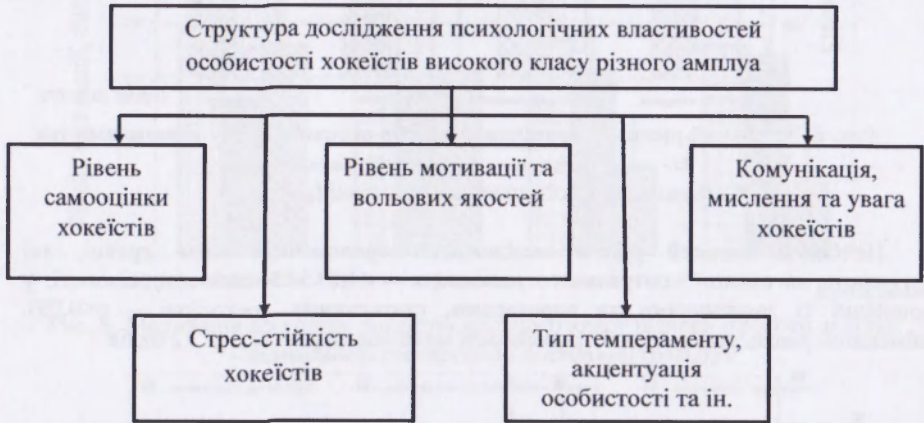 Структура дослідження психологічних властивостей
особистості хокеїстів високого класу різного амплуа
Рівень
самооцінки
хокеїстів
Рівень мотивації та
вольових якостей
Комунікація,
мислення та увага
хокеїстів
Стрес-стійкість
хокеїстів
Тип темпераменту,
акцентуація
особистості та ін.